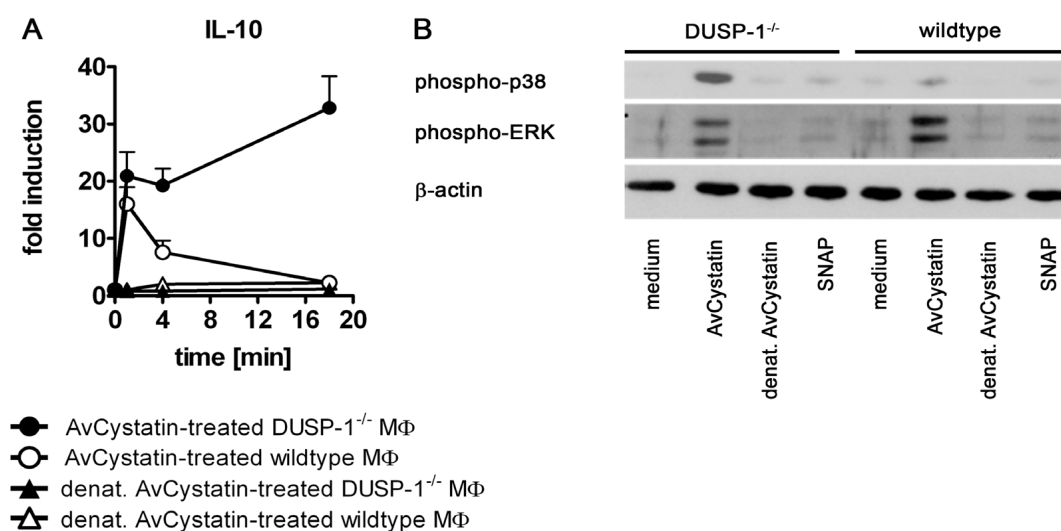 A
IL-10
40
30
20
10
0
fold induction
0 4 8 12 16 20
time [min]
AvCystatin-treated DUSP-1-/- MΦ
AvCystatin-treated wildtype MΦ
denat. AvCystatin-treated DUSP-1-/- MΦ
denat. AvCystatin-treated wildtype MΦ
B
DUSP-1-/- wildtype
phospho-p38
phospho-ERK
β-actin
medium
AvCystatin
denat. AvCystatin
SNAP
medium
AvCystatin
denat. AvCystatin
SNAP